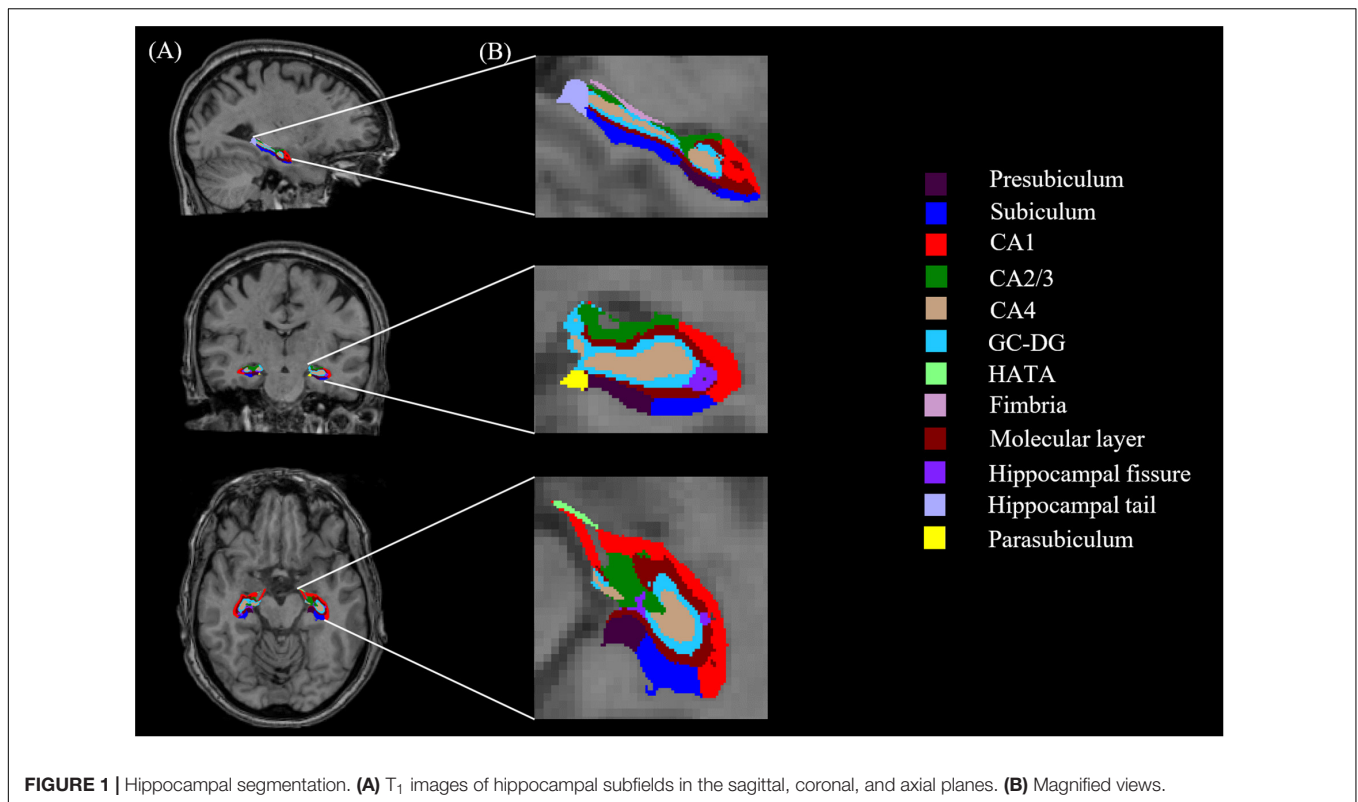 (A)
(B)
Presubiculum
Subiculum
CA1
CA2/3
CA4
GC-DG
HATA
Fimbria
Molecular layer
Hippocampal fissure
Hippocampal tail
Parasubiculum
FIGURE 1 | Hippocampal segmentation. (A) T₁ images of hippocampal subfields in the sagittal, coronal, and axial planes. (B) Magnified views.